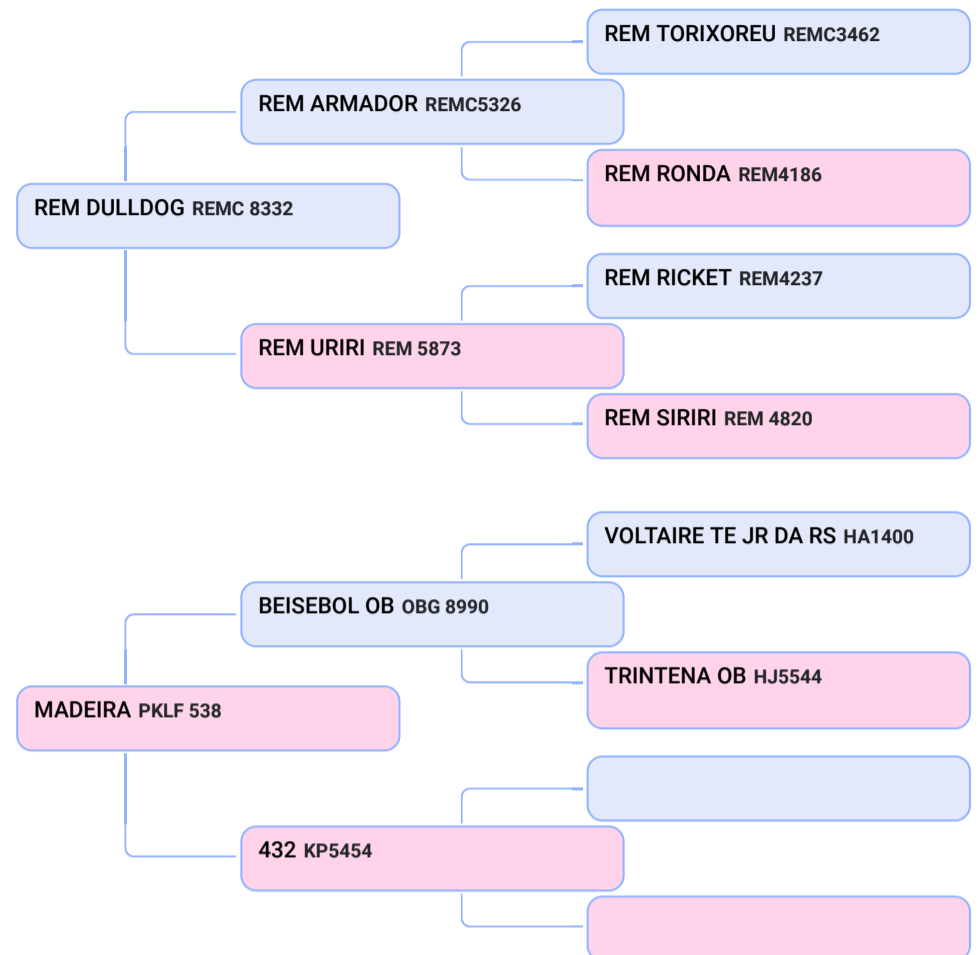 REM TORIXOREU REMC3462
REM ARMADOR REMC5326
REM RONDA REM4186
REM DULLDOG REMC 8332
REM RICKET REM4237
REM URIRI REM 5873
REM SIRIRI REM 4820
VOLTAIRE TE JR DA RS HA1400
BEISEBOL OB OBG 8990
TRINTENA OB HJ5544
MADEIRA PKLF 538
432 KP5454